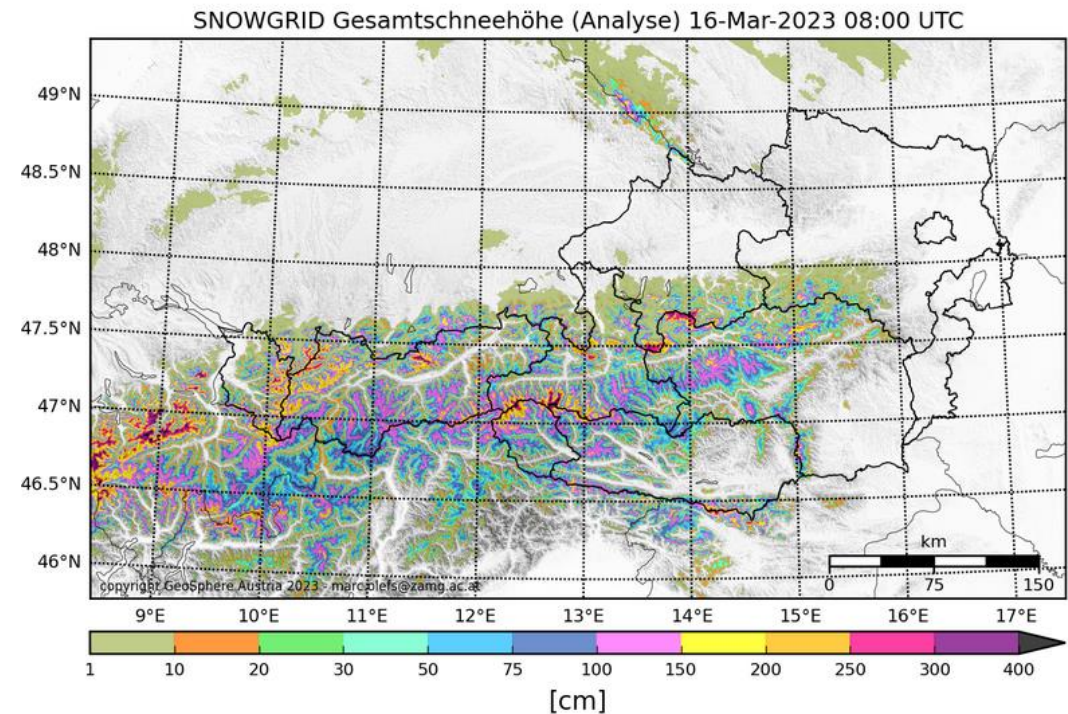 SNOWGRID Gesamtschneehöhe (Analyse) 16-Mar-2023 08:00 UTC
49°N
48.5°N
48°N
47.5°N
47°N
46.5°N
46°N
km
0 75 150
copyright GeoSphere Austria 2023 - marc.olefs@zamg.ac.at
9°E 10°E 11°E 12°E 13°E 14°E 15°E 16°E 17°E
1 10 20 30 50 75 100 150 200 250 300 400
[cm]